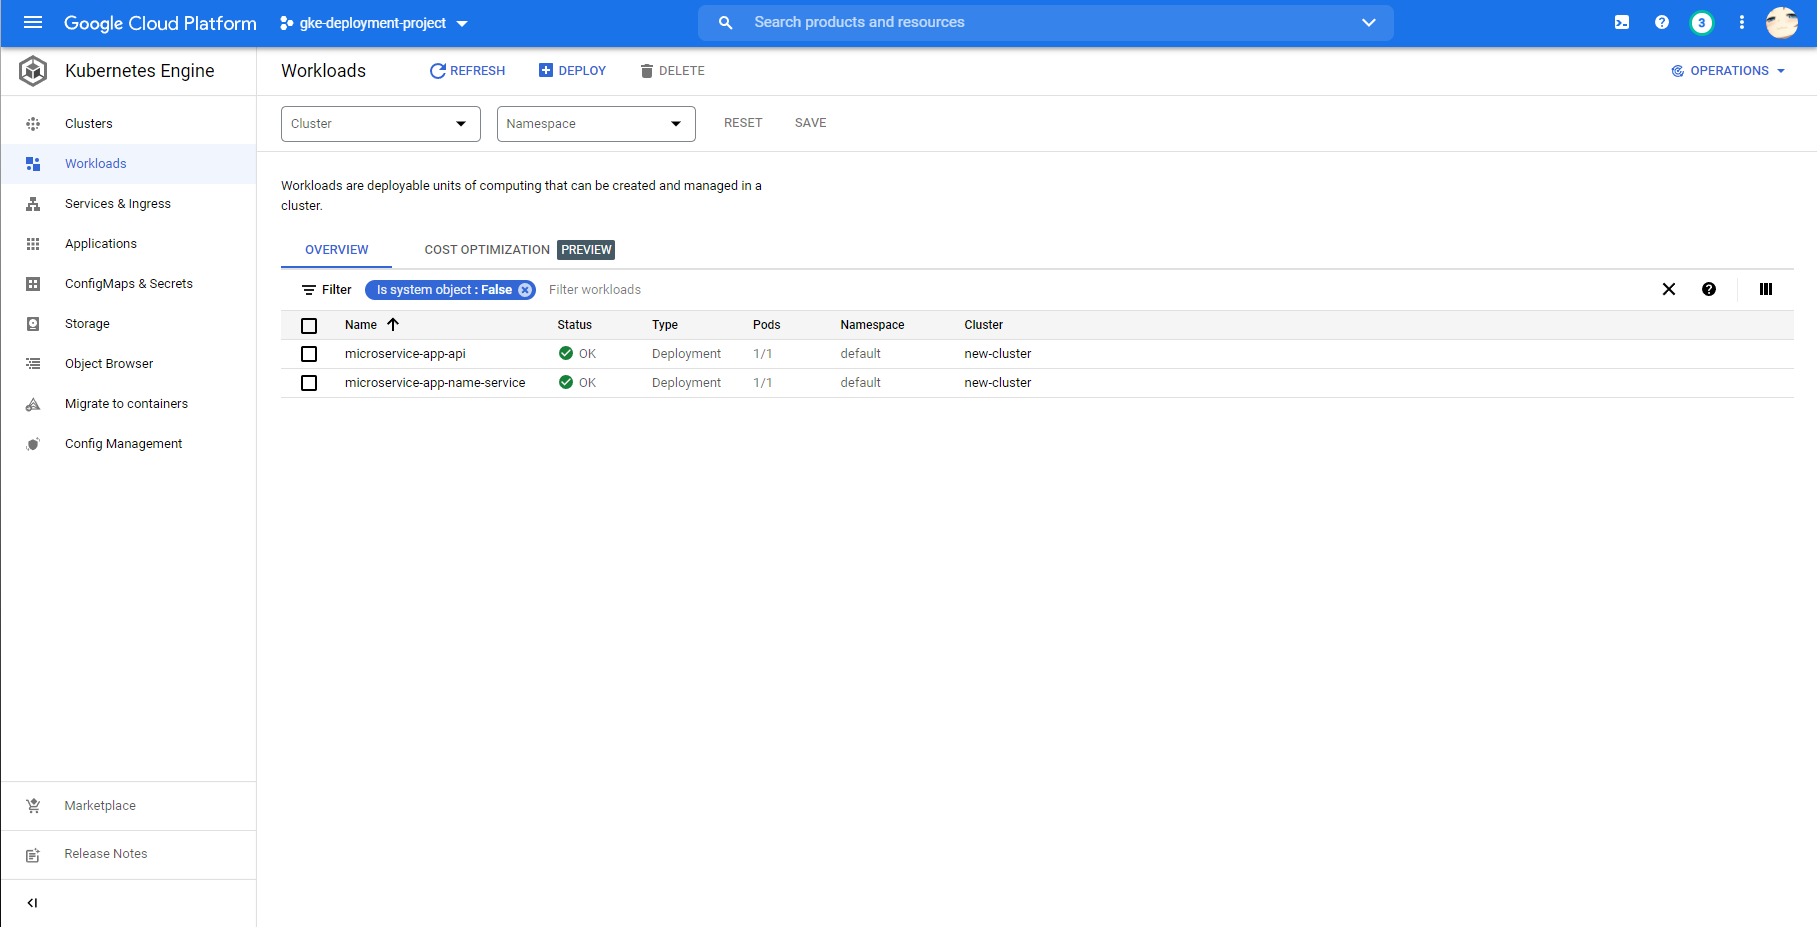 Google Cloud Platform gke-deployment-project Search products and resources 3
Kubernetes Engine Workloads REFRESH DEPLOY DELETE OPERATIONS
Clusters
Workloads
Services & Ingress
Applications
ConfigMaps & Secrets
Storage
Object Browser
Migrate to containers
Config Management
Marketplace
Release Notes
Cluster Namespace RESET SAVE
Workloads are deployable units of computing that can be created and managed in a
cluster.
OVERVIEW COST OPTIMIZATION PREVIEW
Filter Is system object : False Filter workloads
Name Status Type Pods Namespace Cluster
microservice-app-api OK Deployment 1/1 default new-cluster
microservice-app-name-service OK Deployment 1/1 default new-cluster